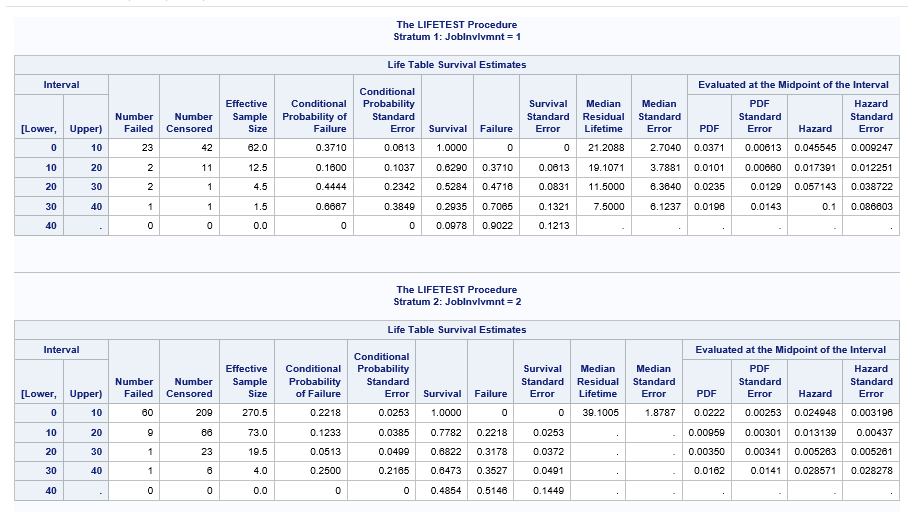 The LIFETEST Procedure
Stratum 1: JobInvlvmnt = 1
Life Table Survival Estimates
Interval Number Failed Number Censored Effective Sample Size Conditional Probability of Failure Conditional Probability Standard Error Survival Failure Survival Standard Error Median Residual Lifetime Median Standard Error Evaluated at the Midpoint of the Interval
[Lower, Upper) PDF PDF Standard Error Hazard Hazard Standard Error
0 10 23 42 62.0 0.3710 0.0613 1.0000 0 0 21.2088 2.7040 0.0371 0.00613 0.045545 0.009247
10 20 2 11 12.5 0.1600 0.1037 0.6290 0.3710 0.0613 19.1071 3.7881 0.0101 0.00660 0.017391 0.012251
20 30 2 1 4.5 0.4444 0.2342 0.5284 0.4716 0.0831 11.5000 6.3640 0.0235 0.0129 0.057143 0.038722
30 40 1 1 1.5 0.6667 0.3849 0.2935 0.7065 0.1321 7.5000 6.1237 0.0196 0.0143 0.1 0.086603
40 . 0 0 0.0 0 0 0.0978 0.9022 0.1213 . . . . . .
The LIFETEST Procedure
Stratum 2: JobInvlvmnt = 2
Life Table Survival Estimates
Interval Number Failed Number Censored Effective Sample Size Conditional Probability of Failure Conditional Probability Standard Error Survival Failure Survival Standard Error Median Residual Lifetime Median Standard Error Evaluated at the Midpoint of the Interval
[Lower, Upper) PDF PDF Standard Error Hazard Hazard Standard Error
0 10 60 209 270.5 0.2218 0.0253 1.0000 0 0 39.1005 1.8787 0.0222 0.00253 0.024948 0.003196
10 20 9 66 73.0 0.1233 0.0385 0.7782 0.2218 0.0253 . . 0.00959 0.00301 0.013139 0.00437
20 30 1 23 19.5 0.0513 0.0499 0.6822 0.3178 0.0372 . . 0.00350 0.00341 0.005263 0.005261
30 40 1 6 4.0 0.2500 0.2165 0.6473 0.3527 0.0491 . . 0.0162 0.0141 0.028571 0.028278
40 . 0 0 0.0 0 0 0.4854 0.5146 0.1449 . . . . . .